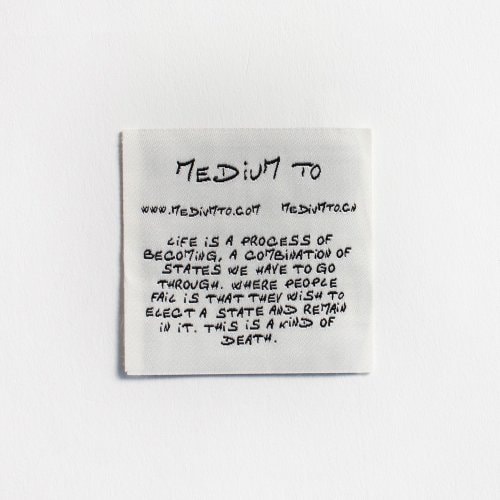 MEDiUM TO
WWW.MEDiUMTO.COM MEDiUMTO.CN
LiFE iS A PROCESS OF
BECOMiNG, A COMBiNATiON OF
STATES WE HAVE TO GO
THROUGH. WHERE PEOPLE
FAiL iS THAT THEY WiSH TO
ELECT A STATE AND REMAiN
iN iT. THiS iS A KiND OF
DEATH.